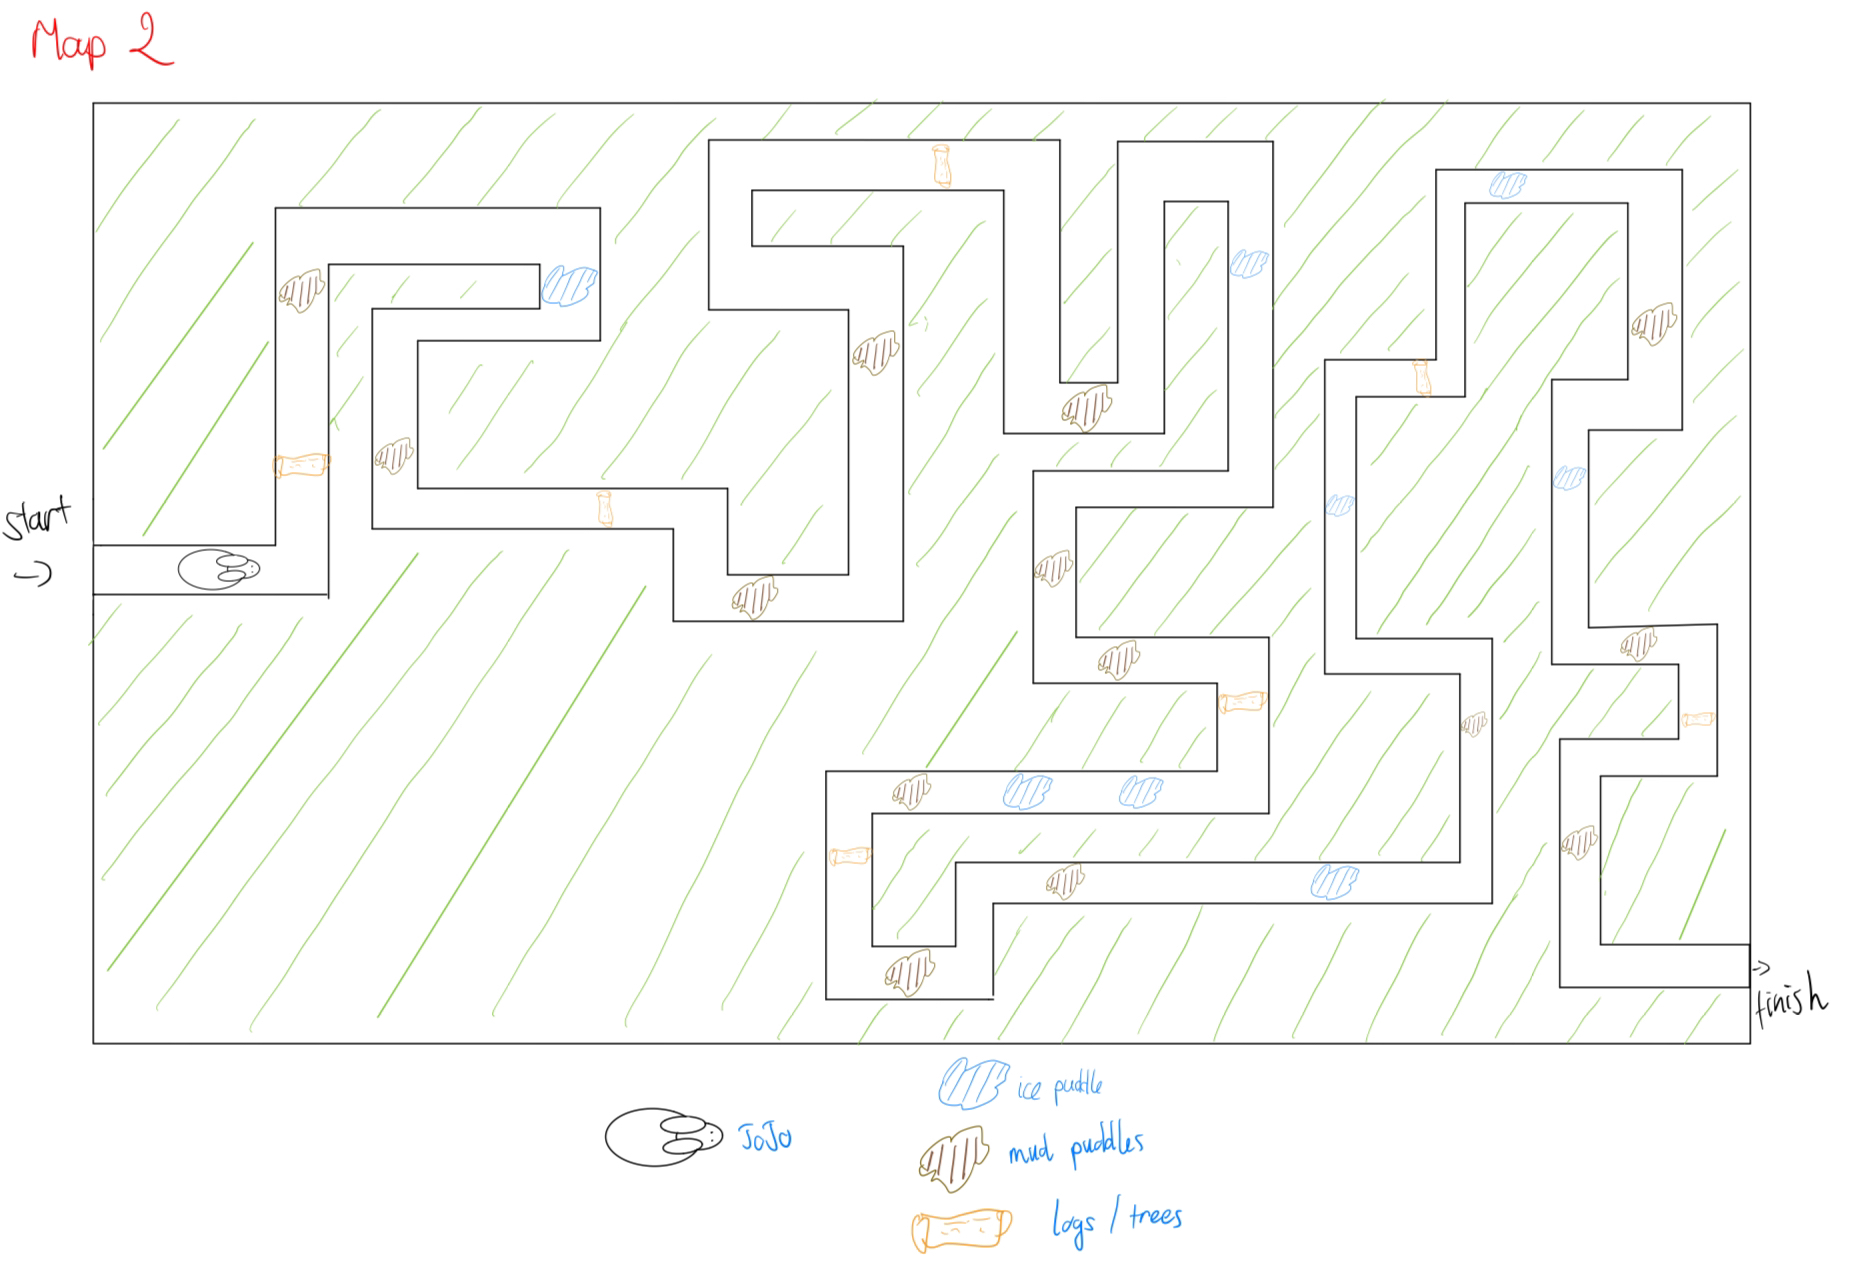 Map 2
start
finish
ice puddle
JoJo
mud puddles
logs / trees